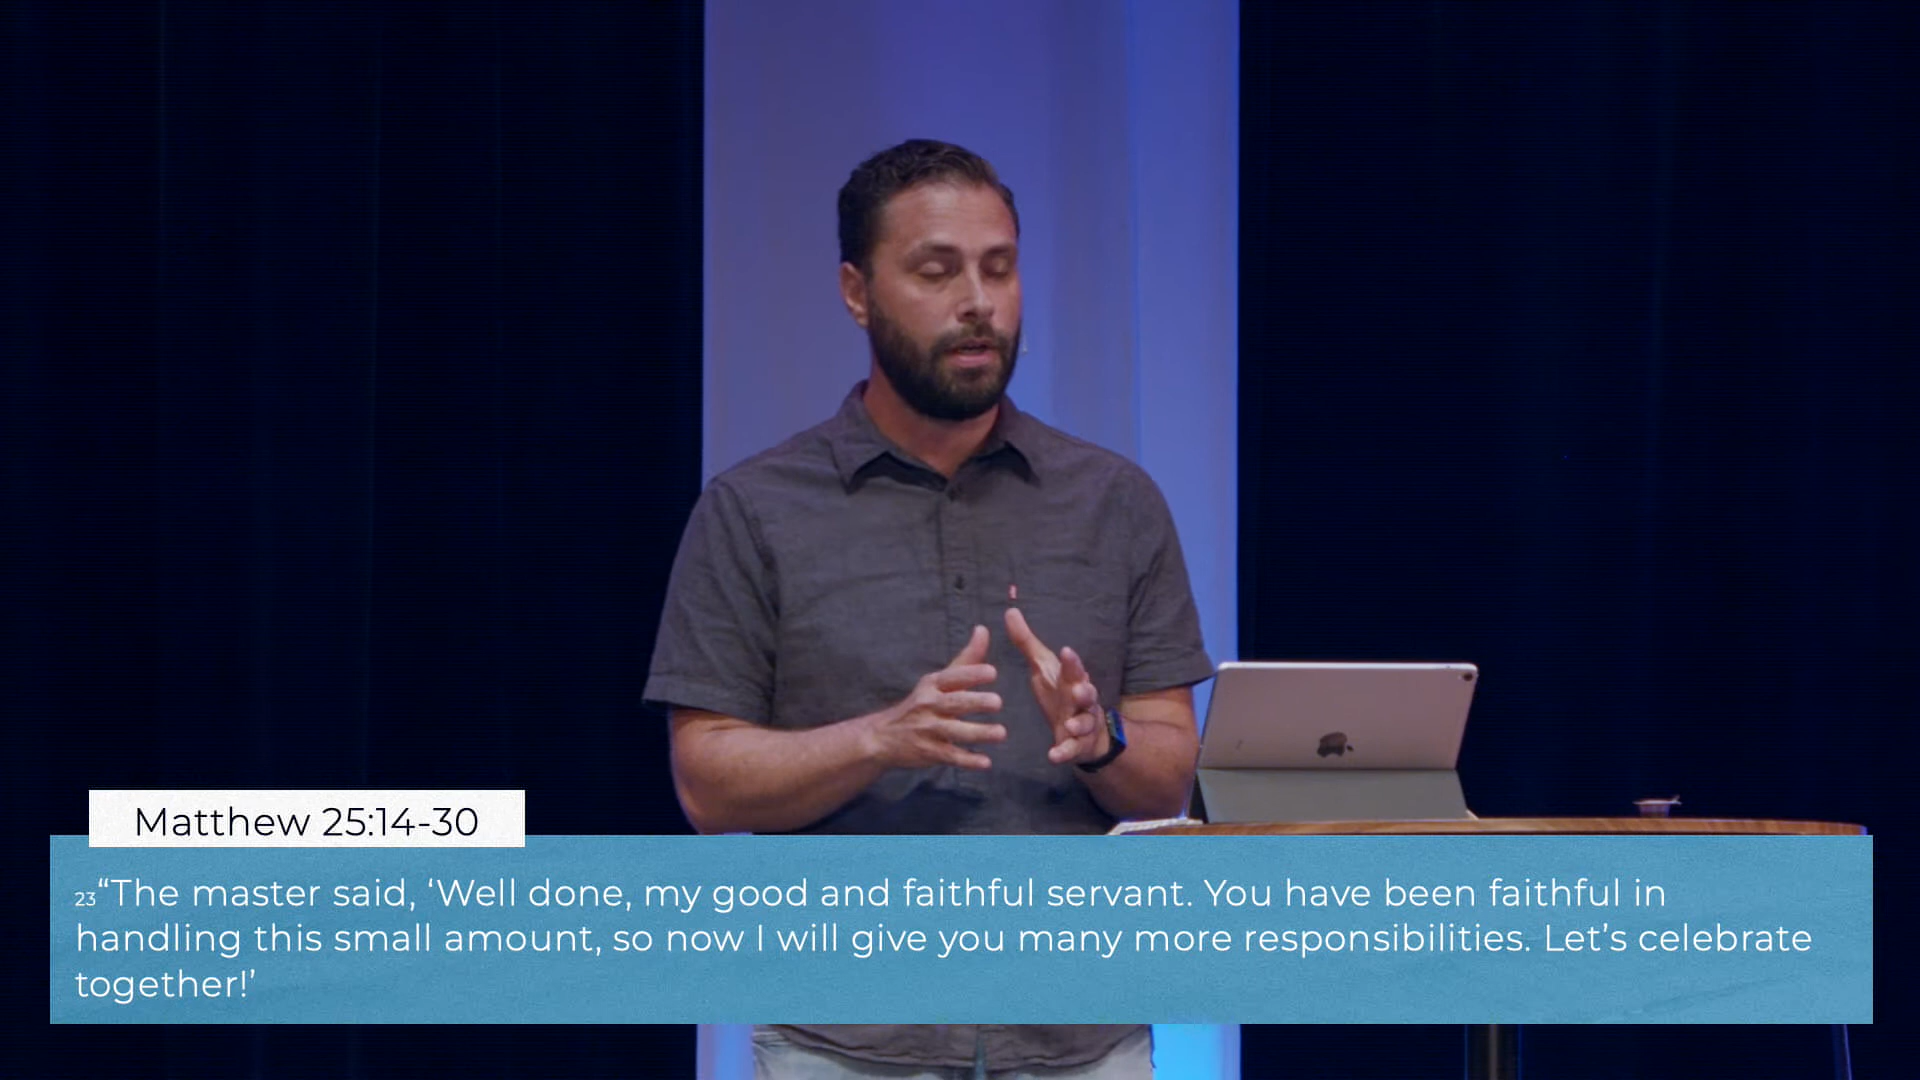 Matthew 25:14-30
23“The master said, ‘Well done, my good and faithful servant. You have been faithful in
handling this small amount, so now I will give you many more responsibilities. Let’s celebrate
together!’